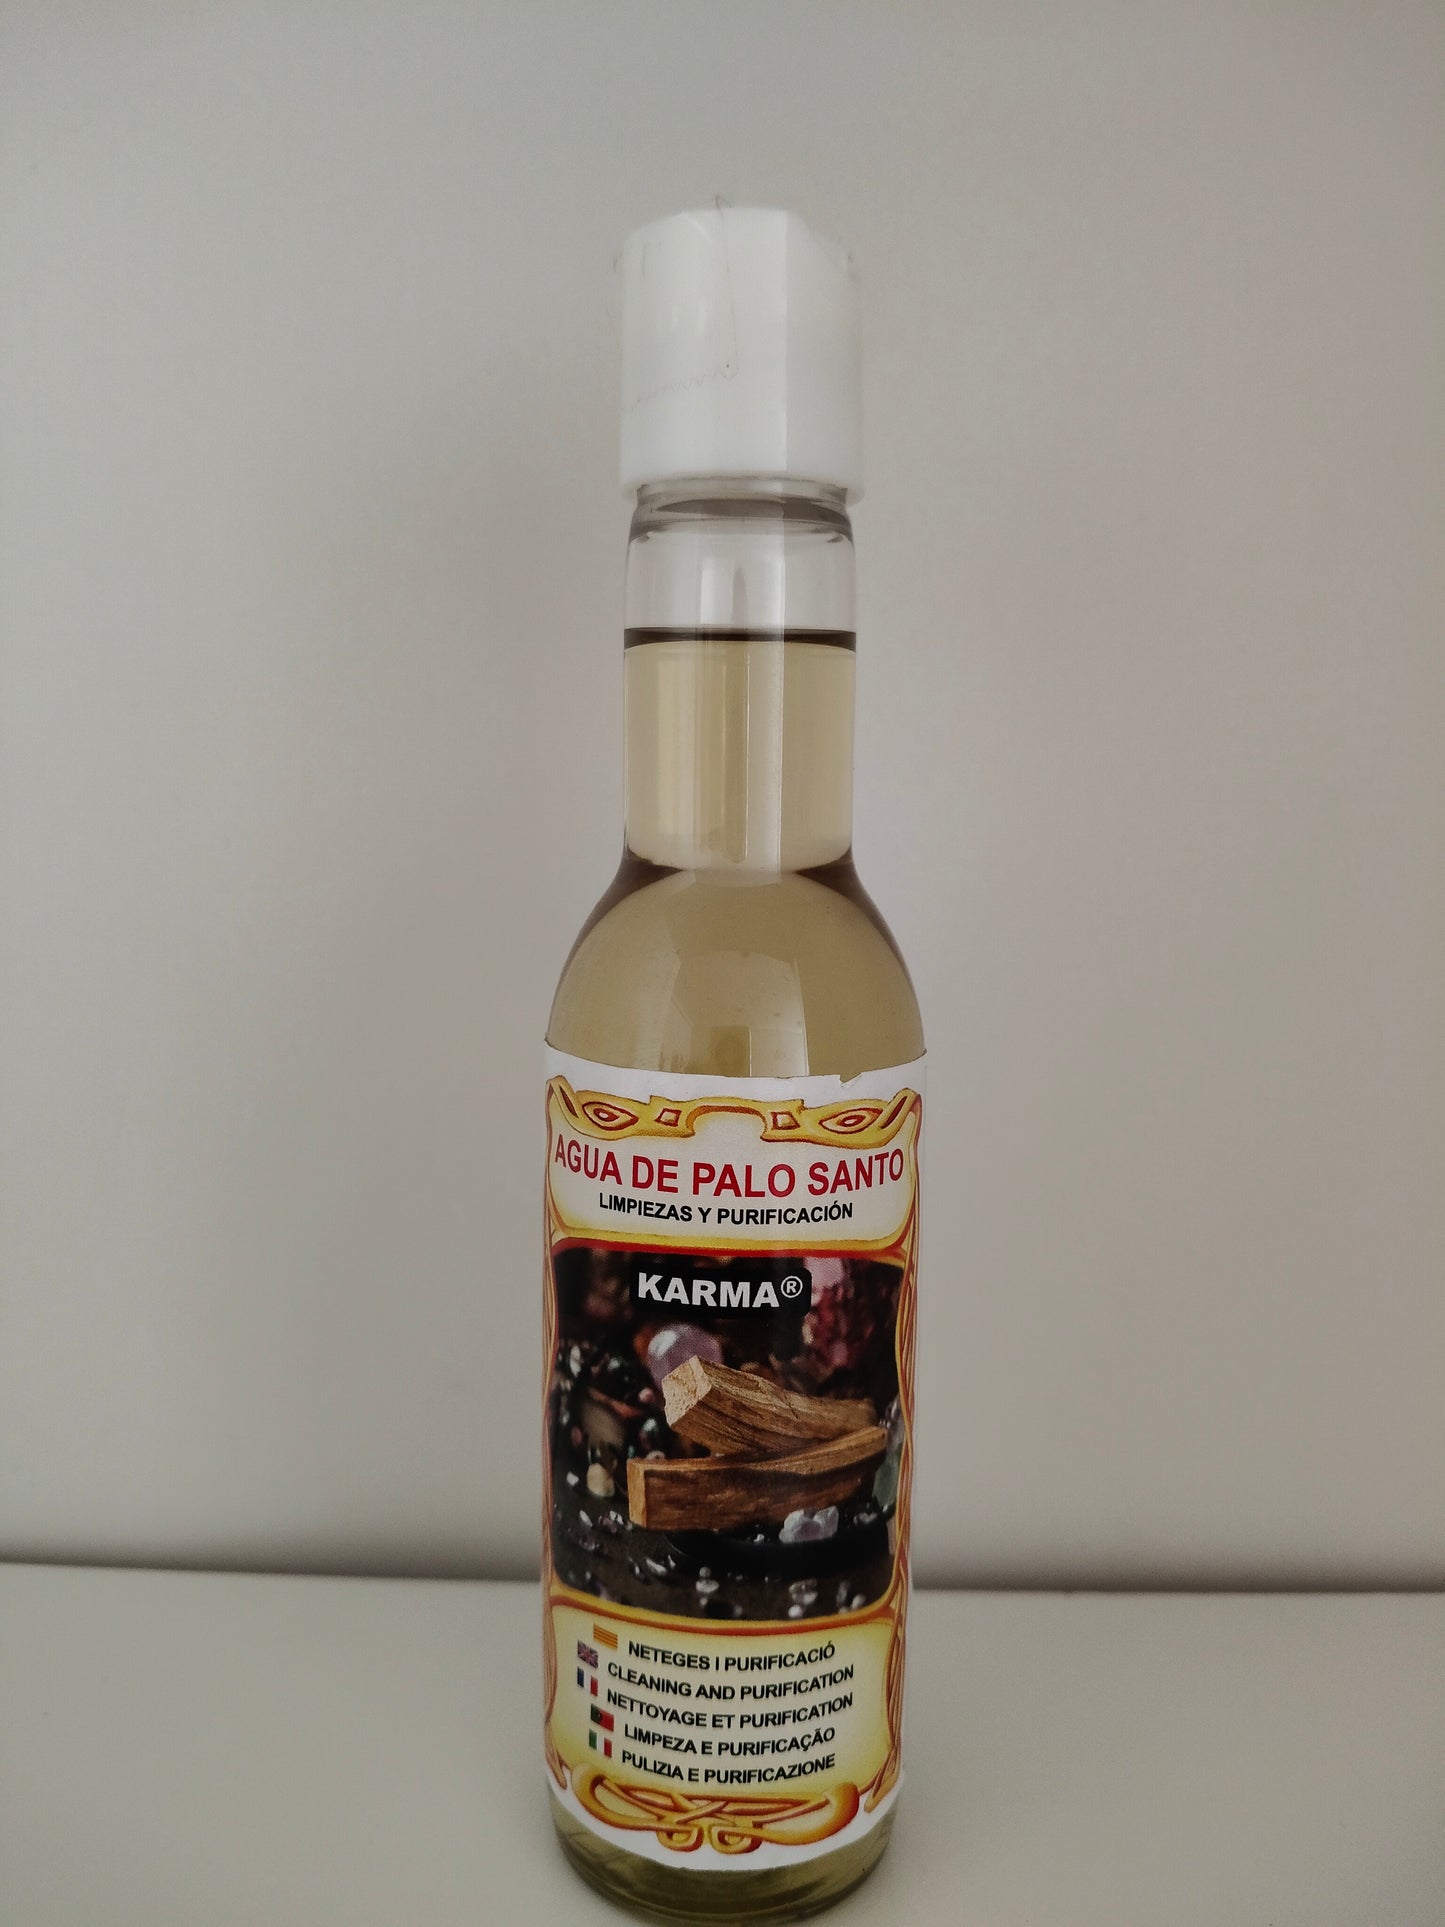 AGUA DE PALO SANTO
LIMPIEZAS Y PURIFICACIÓN
KARMA®
NETEGES I PURIFICACIÓ
CLEANING AND PURIFICATION
NETTOYAGE ET PURIFICATION
LIMPEZA E PURIFICAÇÃO
PULIZIA E PURIFICAZIONE